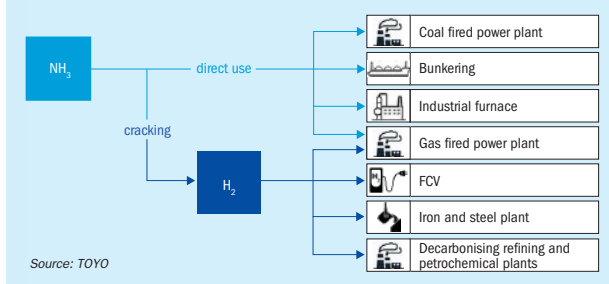 NH₃
direct use
cracking
H₂
Coal fired power plant
Bunkering
Industrial furnace
Gas fired power plant
H₂
FCV
Iron and steel plant
Decarbonising refining and
petrochemical plants
Source: TOYO